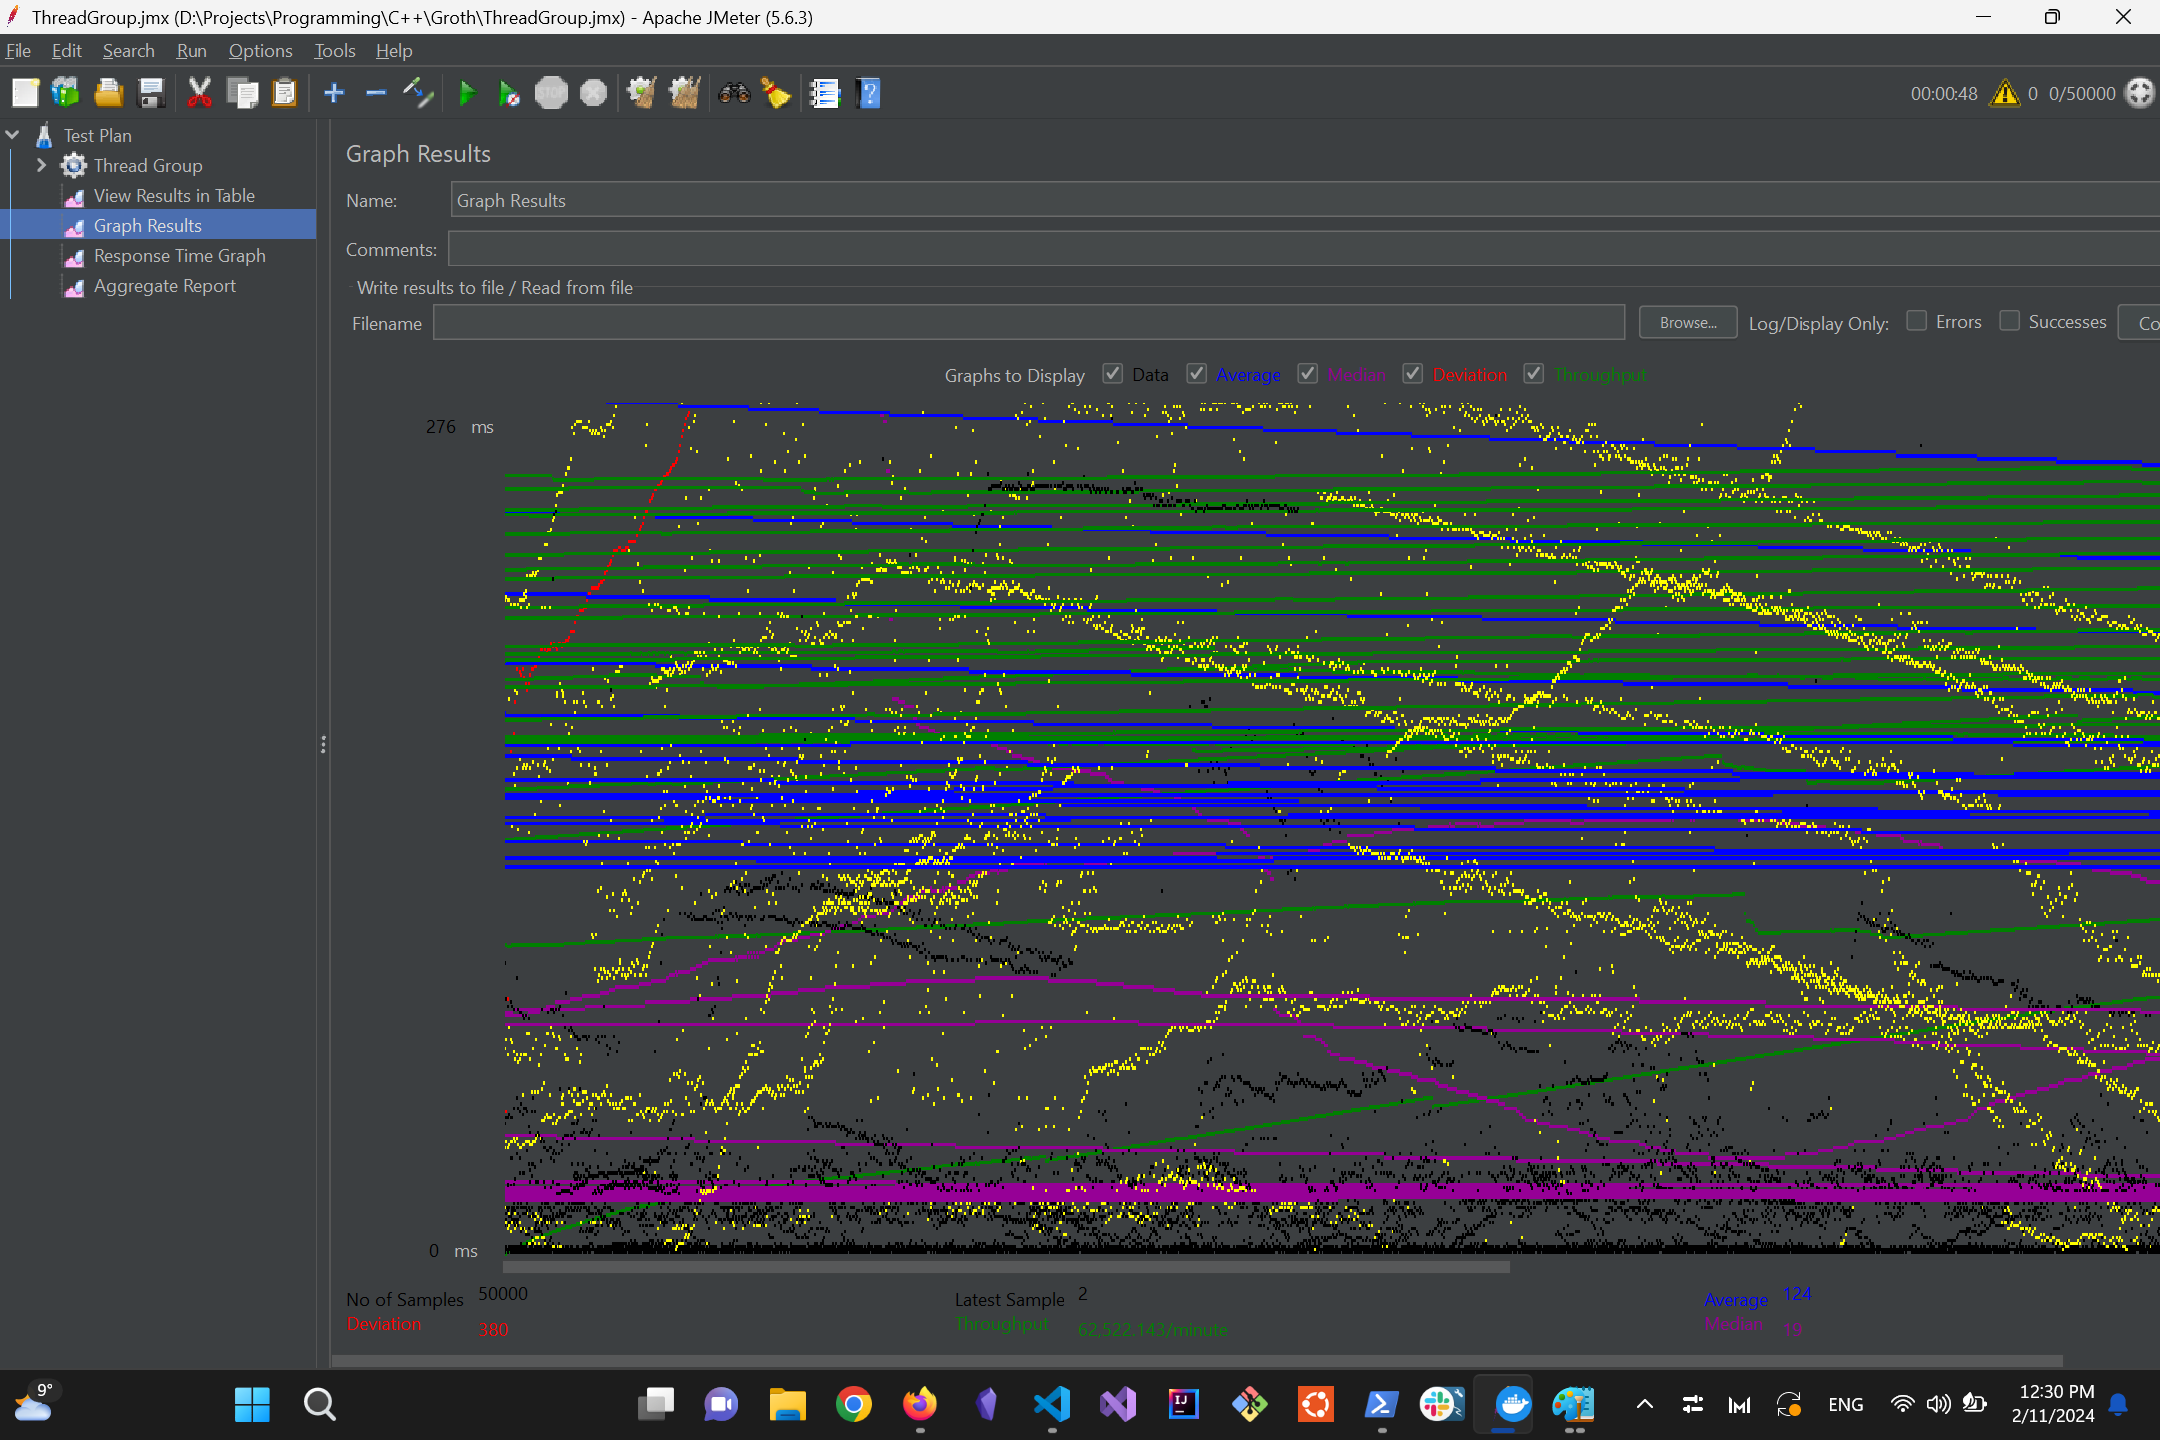 ThreadGroup.jmx (D:\Projects\Programming\C++\Groth\ThreadGroup.jmx) - Apache JMeter (5.6.3)
File Edit Search Run Options Tools Help
STOP
00:00:48 0 0/50000
Test Plan
Thread Group
View Results in Table
Graph Results
Response Time Graph
Aggregate Report
Graph Results
Name: Graph Results
Comments:
Write results to file / Read from file
Filename Browse... Log/Display Only: Errors Successes Co
Graphs to Display Data Average Median Deviation Throughput
276 ms
0 ms
No of Samples 50000 Latest Sample 2 Average 124
Deviation 380 Throughput 62,522.143/minute Median 19
9° ENG 12:30 PM
2/11/2024